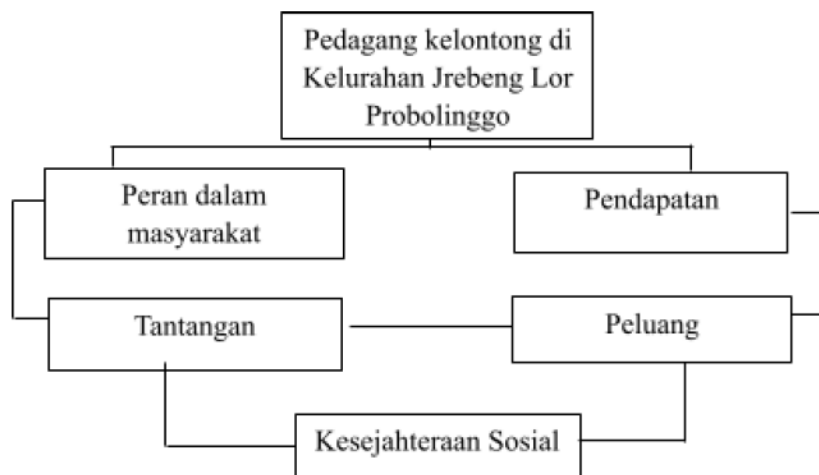 Pedagang kelontong di
Kelurahan Jrebeng Lor
Probolinggo
Peran dalam
masyarakat
Pendapatan
Tantangan
Peluang
Kesejahteraan Sosial